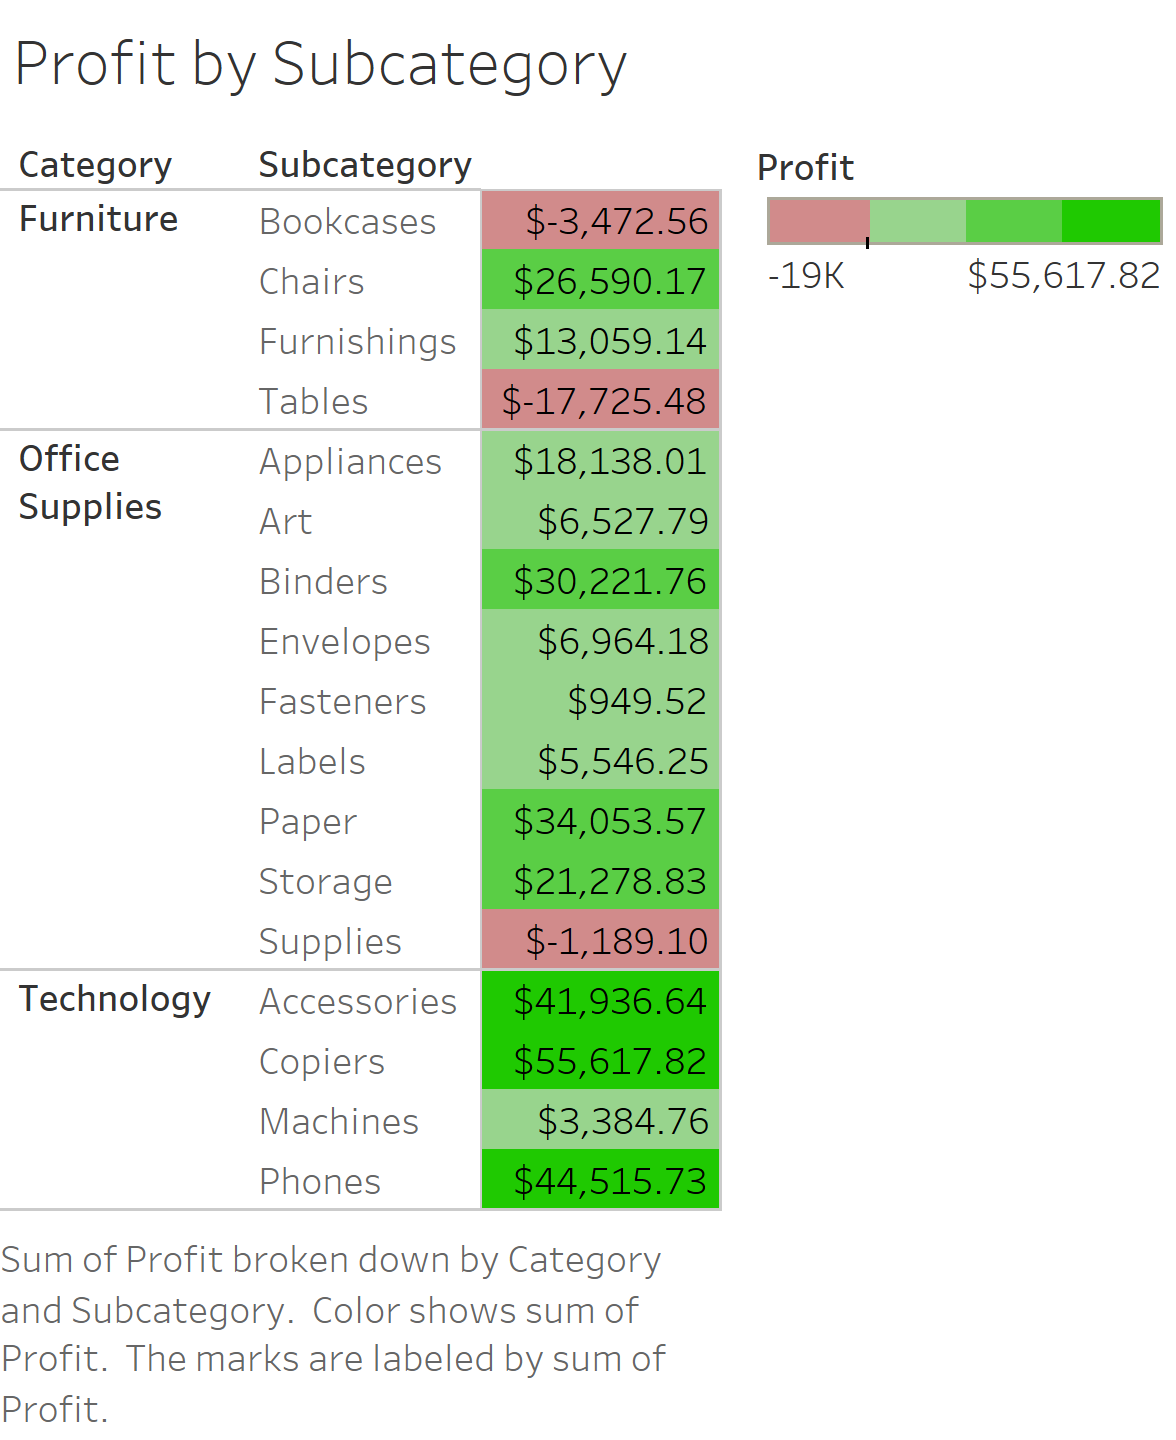 Profit by Subcategory
Category Subcategory
Profit
-19K $55,617.82
Furniture Bookcases $-3,472.56
Chairs $26,590.17
Furnishings $13,059.14
Tables $-17,725.48
Office Supplies Appliances $18,138.01
Art $6,527.79
Binders $30,221.76
Envelopes $6,964.18
Fasteners $949.52
Labels $5,546.25
Paper $34,053.57
Storage $21,278.83
Supplies $-1,189.10
Technology Accessories $41,936.64
Copiers $55,617.82
Machines $3,384.76
Phones $44,515.73
Sum of Profit broken down by Category
and Subcategory.  Color shows sum of
Profit.  The marks are labeled by sum of
Profit.